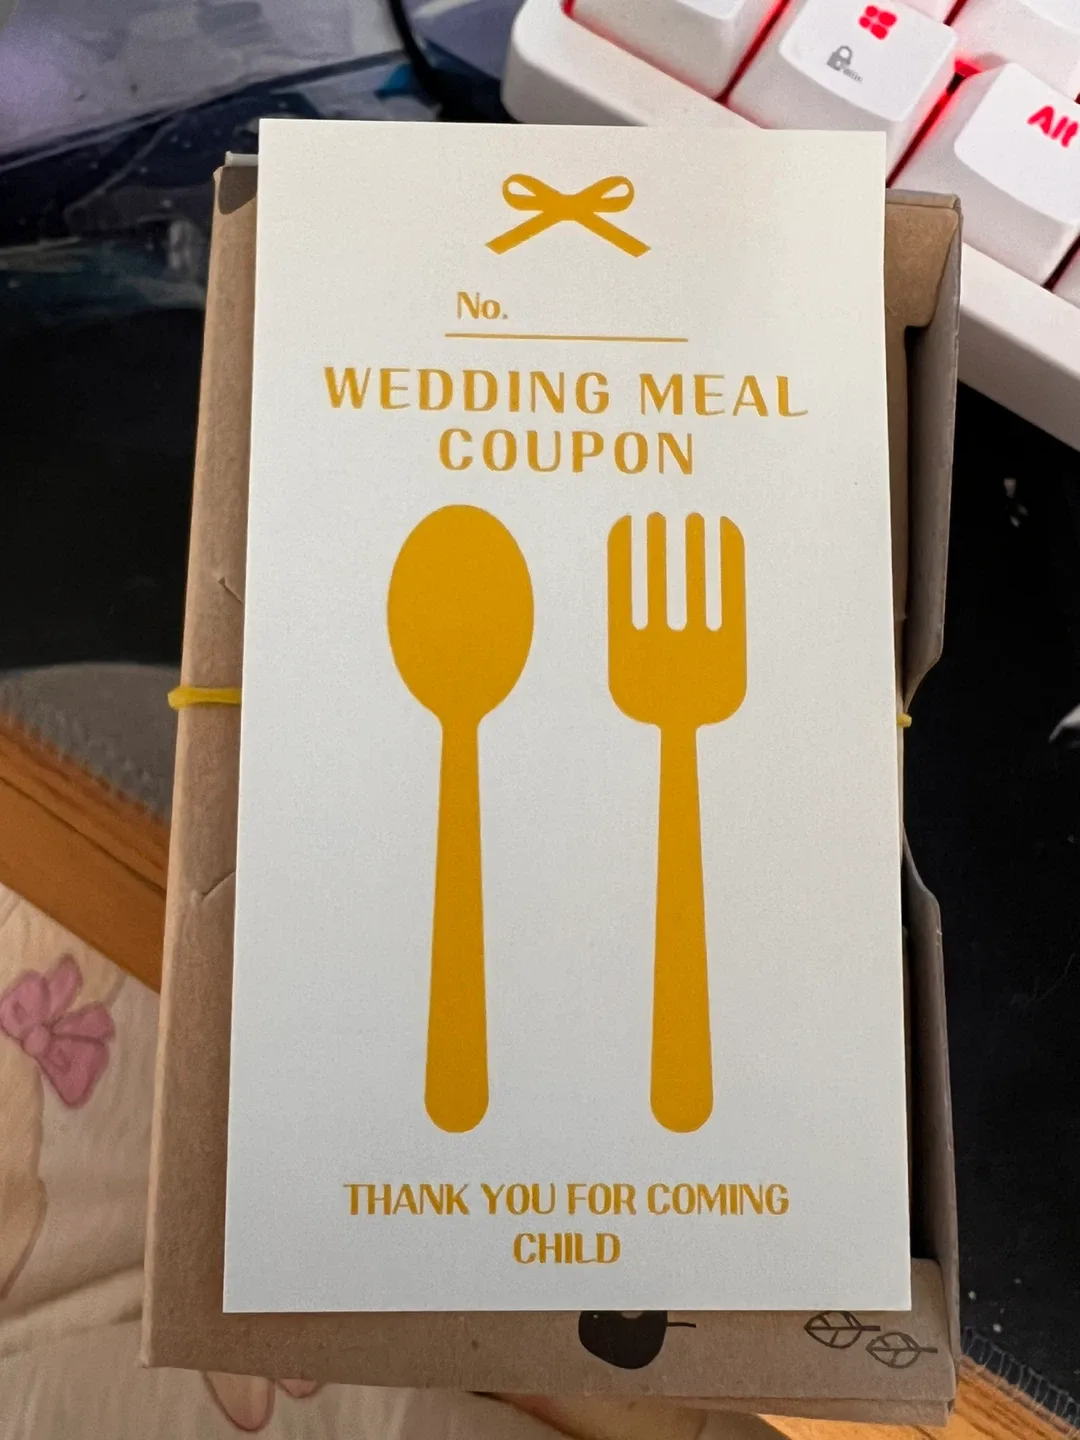 Alt
No.
WEDDING MEAL
COUPON
THANK YOU FOR COMING
CHILD